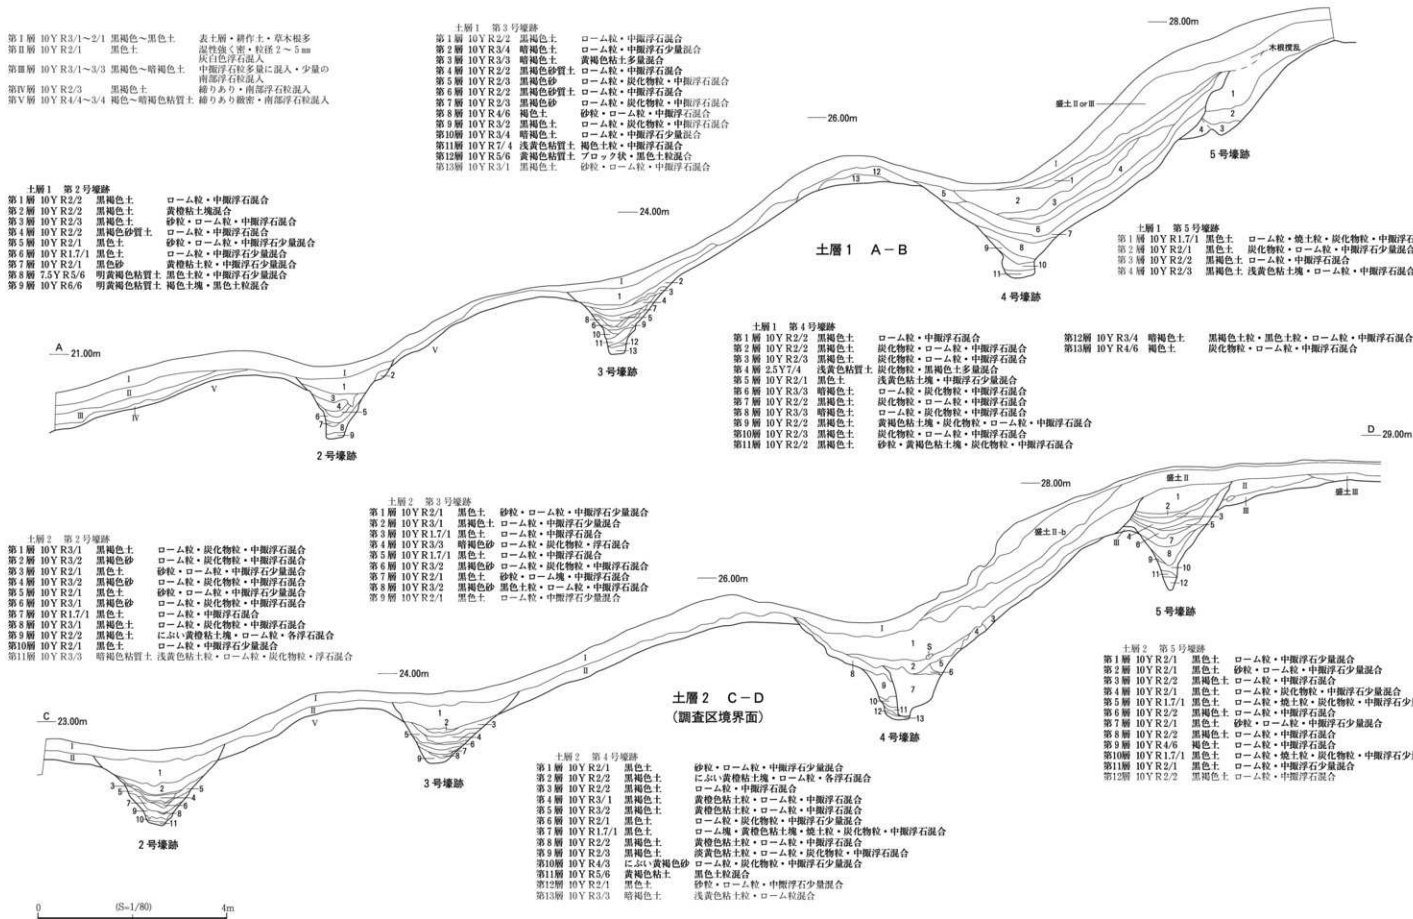 第Ⅰ層 10ＹＲ3/1～2/1 黒褐色～黒色土 表土層・耕作土・草木根多
第Ⅱ層 10ＹＲ2/1 黒色土 湿性強く密・粒径2～5㎜
灰白色浮石混入
第Ⅲ層 10ＹＲ3/1～3/3 黒褐色～暗褐色土 中掫浮石粒多量に混入・少量の
南部浮石粒混入
第Ⅳ層 10ＹＲ2/3 黒褐色土 締りあり・南部浮石粒混入
第Ⅴ層 10ＹＲ4/4～3/4 褐色～暗褐色粘質土 締りあり緻密・南部浮石粒混入
土層1 第3号壕跡
第1層 10ＹＲ2/2 黒褐色土 ローム粒・中掫浮石混合
第2層 10ＹＲ3/4 暗褐色土 ローム粒・中掫浮石少量混合
第3層 10ＹＲ3/3 暗褐色土 黄褐色粘土多量混合
第4層 10ＹＲ2/2 黒褐色砂質土 ローム粒・中掫浮石混合
第5層 10ＹＲ2/3 黒褐色砂 ローム粒・炭化物粒・中掫浮石混合
第6層 10ＹＲ2/2 黒褐色砂質土 ローム粒・中掫浮石混合
第7層 10ＹＲ2/3 黒褐色砂 ローム粒・炭化物粒・中掫浮石混合
第8層 10ＹＲ4/6 褐色土 砂粒・ローム粒・中掫浮石混合
第9層 10ＹＲ3/2 黒褐色土 ローム粒・炭化物粒・中掫浮石混合
第10層 10ＹＲ3/4 暗褐色土 ローム粒・中掫浮石少量混合
第11層 10ＹＲ7/4 浅黄色粘質土 褐色土粒・中掫浮石混合
第12層 10ＹＲ5/6 黄褐色粘質土 ブロック状・黒色土粒混合
第13層 10ＹＲ3/1 黒褐色土 砂粒・ローム粒・中掫浮石混合
土層1 第2号壕跡
第1層 10ＹＲ2/2 黒褐色土 ローム粒・中掫浮石混合
第2層 10ＹＲ2/2 黒褐色土 黄橙粘土塊混合
第3層 10ＹＲ2/3 黒褐色土 砂粒・ローム粒・中掫浮石混合
第4層 10ＹＲ2/2 黒褐色砂質土 ローム粒・中掫浮石混合
第5層 10ＹＲ2/1 黒色土 砂粒・ローム粒・中掫浮石少量混合
第6層 10ＹＲ1.7/1 黒色土 ローム粒・中掫浮石少量混合
第7層 10ＹＲ2/1 黒色砂 黄橙粘土粒・中掫浮石少量混合
第8層 7.5ＹＲ5/6 明黄褐色粘質土 黒色土粒・中掫浮石少量混合
第9層 10ＹＲ6/6 明黄褐色粘質土 褐色土塊・黒色土粒混合
28.00m
木根撹乱
盛土ⅡorⅢ
26.00m
5号壕跡
24.00m
土層1 A－B
4号壕跡
土層1 第5号壕跡
第1層 10ＹＲ1.7/1 黒色土 ローム粒・焼土粒・炭化物粒・中掫浮石
第2層 10ＹＲ2/1 黒色土 炭化物粒・ローム粒・中掫浮石混合
第3層 10ＹＲ2/2 黒褐色土 ローム粒・中掫浮石混合
第4層 10ＹＲ2/3 黒褐色土 浅黄色粘土塊・ローム粒・中掫浮石混合
A
21.00m
3号壕跡
2号壕跡
土層1 第4号壕跡
第1層 10ＹＲ2/2 黒褐色土 ローム粒・中掫浮石混合
第2層 10ＹＲ2/2 黒褐色土 炭化物粒・ローム粒・中掫浮石混合
第3層 10ＹＲ2/3 黒褐色土 炭化物粒・ローム粒・中掫浮石混合
第4層 2.5Ｙ7/4 浅黄色粘質土 炭化物粒・黒褐色土多量混合
第5層 10ＹＲ2/1 黒色土 浅黄色粘土塊・中掫浮石少量混合
第6層 10ＹＲ3/3 暗褐色土 ローム粒・炭化物粒・中掫浮石混合
第7層 10ＹＲ2/2 黒褐色土 炭化物粒・ローム粒・中掫浮石混合
第8層 10ＹＲ3/3 暗褐色土 ローム粒・炭化物粒・中掫浮石混合
第9層 10ＹＲ2/2 黒褐色土 黄褐色粘土塊・炭化物粒・ローム粒・中掫浮石混合
第10層 10ＹＲ2/3 黒褐色土 炭化物粒・ローム粒・中掫浮石混合
第11層 10ＹＲ2/2 黒褐色土 砂粒・黄褐色粘土塊・ローム粒・中掫浮石混合
第12層 10ＹＲ3/4 暗褐色土 黒褐色土粒・黒色土粒・ローム粒・中掫浮石混合
第13層 10ＹＲ4/6 褐色土 炭化物粒・ローム粒・中掫浮石混合
D
29.00m
28.00m
盛土Ⅱ
盛土Ⅲ
盛土Ⅱ-b
5号壕跡
土層2 第3号壕跡
第1層 10ＹＲ2/1 黒色土 砂粒・ローム粒・中掫浮石少量混合
第2層 10ＹＲ3/1 黒褐色土 ローム粒・中掫浮石少量混合
第3層 10ＹＲ1.7/1 黒色土 ローム粒・中掫浮石混合
第4層 10ＹＲ3/3 暗褐色砂 ローム粒・炭化物粒・浮石混合
第5層 10ＹＲ1.7/1 黒色土 ローム粒・中掫浮石混合
第6層 10ＹＲ3/2 黒褐色砂 ローム粒・炭化物粒・中掫浮石混合
第7層 10ＹＲ2/1 黒色土 砂粒・ローム塊・中掫浮石混合
第8層 10ＹＲ3/2 黒褐色砂 黒色土粒・ローム粒・中掫浮石混合
第9層 10ＹＲ2/1 黒色土 ローム粒・中掫浮石少量混合
土層2 第2号壕跡
第1層 10ＹＲ3/1 黒褐色土 ローム粒・炭化物粒・中掫浮石混合
第2層 10ＹＲ3/2 黒褐色砂 ローム粒・炭化物粒・中掫浮石混合
第3層 10ＹＲ2/1 黒色土 砂粒・ローム粒・中掫浮石少量混合
第4層 10ＹＲ3/2 黒褐色砂 ローム粒・炭化物粒・中掫浮石混合
第5層 10ＹＲ2/1 黒色土 砂粒・ローム粒・中掫浮石少量混合
第6層 10ＹＲ3/1 黒褐色砂 ローム粒・炭化物粒・中掫浮石混合
第7層 10ＹＲ1.7/1 黒色土 ローム粒・中掫浮石混合
第8層 10ＹＲ3/1 黒褐色土 ローム粒・炭化物粒・中掫浮石混合
第9層 10ＹＲ2/2 黒褐色土 にぶい黄橙粘土塊・ローム粒・各浮石混合
第10層 10ＹＲ2/1 黒色土 ローム粒・中掫浮石少量混合
第11層 10ＹＲ3/3 暗褐色粘質土 浅黄色粘土粒・ローム粒・炭化物粒・浮石混合
26.00m
24.00m
土層2 C－D
（調査区境界面）
4号壕跡
C
23.00m
3号壕跡
2号壕跡
土層2 第5号壕跡
第1層 10ＹＲ2/1 黒色土 ローム粒・中掫浮石少量混合
第2層 10ＹＲ2/1 黒色土 砂粒・ローム粒・中掫浮石少量混合
第3層 10ＹＲ2/2 黒褐色土 ローム粒・中掫浮石混合
第4層 10ＹＲ2/1 黒色土 ローム粒・炭化物粒・中掫浮石少量混合
第5層 10ＹＲ1.7/1 黒色土 ローム粒・焼土粒・炭化物粒・中掫浮石少
第6層 10ＹＲ2/2 黒褐色土 ローム粒・中掫浮石混合
第7層 10ＹＲ2/1 黒色土 砂粒・ローム粒・中掫浮石少量混合
第8層 10ＹＲ2/2 黒褐色土 ローム粒・中掫浮石混合
第9層 10ＹＲ4/6 褐色土 ローム粒・中掫浮石混合
第10層 10ＹＲ1.7/1 黒色土 ローム粒・焼土粒・炭化物粒・中掫浮石少
第11層 10ＹＲ2/1 黒色土 ローム粒・中掫浮石少量混合
第12層 10ＹＲ2/2 黒褐色土 ローム粒・中掫浮石混合
土層2 第4号壕跡
第1層 10ＹＲ2/1 黒色土 砂粒・ローム粒・中掫浮石少量混合
第2層 10ＹＲ2/2 黒褐色土 にぶい黄橙粘土塊・ローム粒・各浮石混合
第3層 10ＹＲ2/2 黒褐色土 ローム粒・中掫浮石混合
第4層 10ＹＲ3/1 黒褐色土 黄橙色粘土粒・ローム粒・中掫浮石混合
第5層 10ＹＲ3/2 黒褐色土 黄橙色粘土粒・ローム粒・中掫浮石混合
第6層 10ＹＲ2/1 黒色土 ローム粒・炭化物粒・中掫浮石少量混合
第7層 10ＹＲ1.7/1 黒色土 ローム塊・黄橙色粘土塊・焼土粒・炭化物粒・中掫浮石混合
第8層 10ＹＲ2/2 黒褐色土 黄橙色粘土粒・ローム粒・中掫浮石混合
第9層 10ＹＲ2/3 黒褐色土 淡黄色粘土粒・ローム粒・炭化物粒・中掫浮石混合
第10層 10ＹＲ4/3 にぶい黄褐色砂 ローム粒・炭化物粒・中掫浮石少量混合
第11層 10ＹＲ5/6 黄褐色粘土 黒色土粒混合
第12層 10ＹＲ2/1 黒色土 砂粒・ローム粒・中掫浮石少量混合
第13層 10ＹＲ3/3 暗褐色土 浅黄色粘土粒・ローム粒混合
0 (S=1/80) 4m